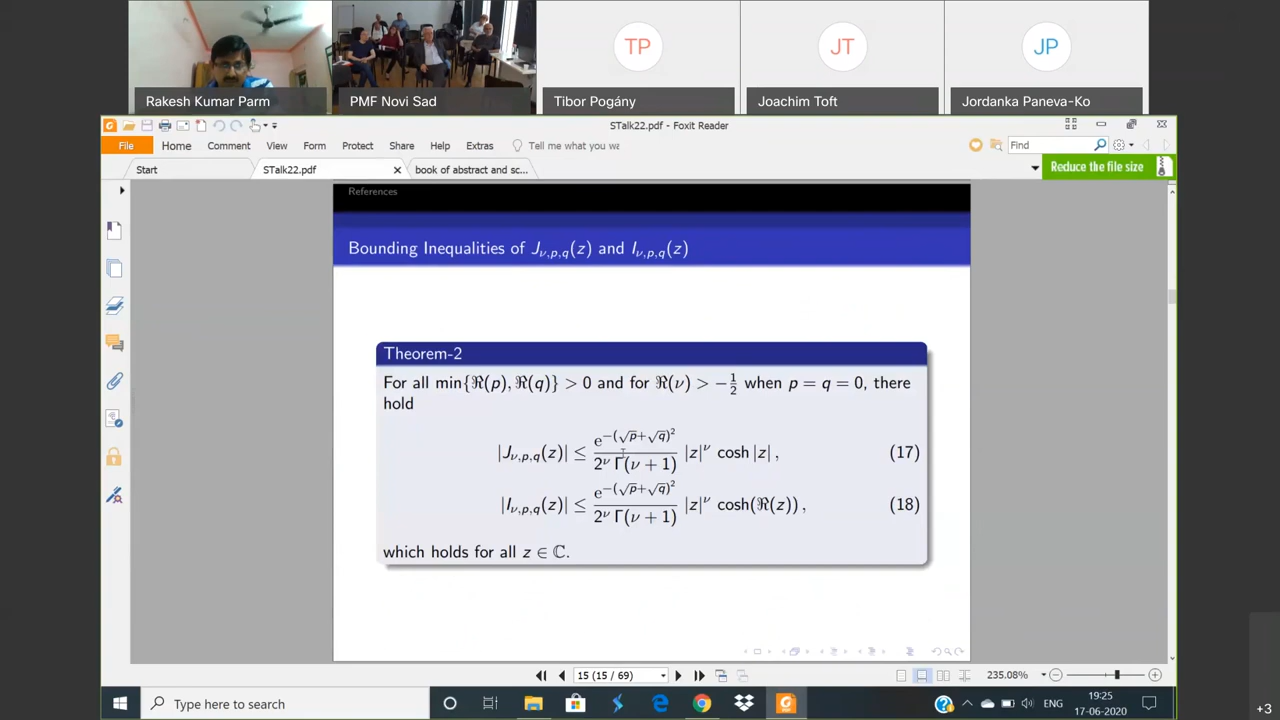 TP
JT
JP
Rakesh Kumar Parm
PMF Novi Sad
Tibor Pogány
Joachim Toft
Jordanka Paneva-Ko
STalk22.pdf - Foxit Reader
File
Home
Comment
View
Form
Protect
Share
Help
Extras
Tell me what you wa
Find
Start
STalk22.pdf
book of abstract and sc...
Reduce the file size
References
Bounding Inequalities of J_{ν,p,q}(z) and I_{ν,p,q}(z)
Theorem-2
For all min{ℜ(p), ℜ(q)} > 0 and for ℜ(ν) > −1/2 when p = q = 0, there
hold
|J_{ν,p,q}(z)| ≤ e^{−(√p+√q)²} / (2^ν Γ(ν + 1)) |z|^ν cosh |z| , (17)
|I_{ν,p,q}(z)| ≤ e^{−(√p+√q)²} / (2^ν Γ(ν + 1)) |z|^ν cosh(ℜ(z)) , (18)
which holds for all z ∈ ℂ.
15 (15 / 69)
235.08%
Type here to search
ENG
19:25
17-06-2020
+3